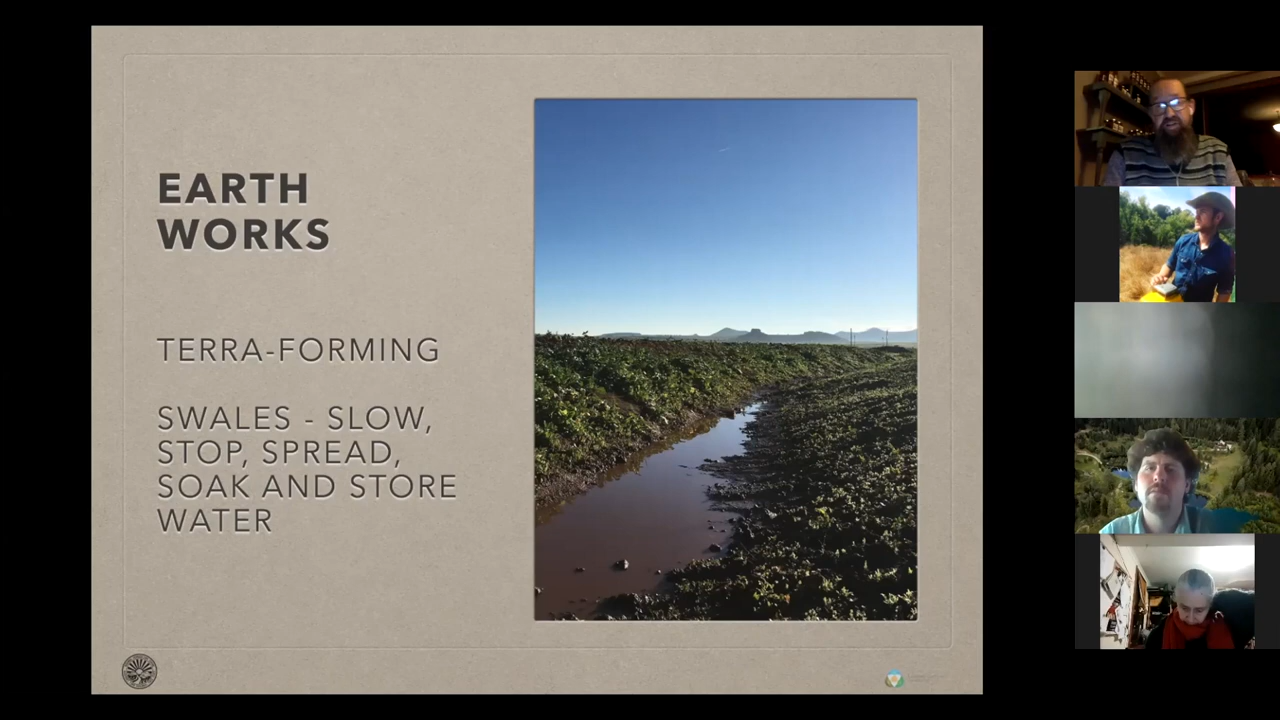 EARTH
WORKS
TERRA-FORMING
SWALES - SLOW,
STOP, SPREAD,
SOAK AND STORE
WATER